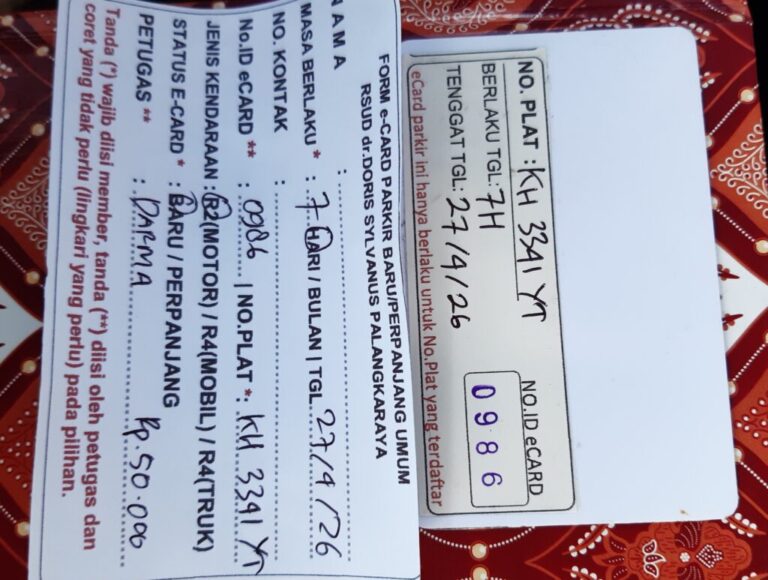 FORM e-CARD PARKIR BARU/PERPANJANG UMUM
RSUD dr.DORIS SYLVANUS PALANGKARAYA
NAMA :
MASA BERLAKU * : 7 HARI / BULAN | TGL 27/4/26
NO. KONTAK :
No.ID eCARD ** : 0986 | NO.PLAT *: KH 3341 YT
JENIS KENDARAAN : R2(MOTOR) / R4(MOBIL) / R4(TRUK)
STATUS E-CARD * : BARU / PERPANJANG
PETUGAS ** : DARMA Rp.50.000
Tanda (*) wajib diisi member, tanda (**) diisi oleh petugas dan
coret yang tidak perlu (lingkari yang perlu) pada pilihan.
NO. PLAT : KH 3341 YT
BERLAKU TGL: 7H
TENGGAT TGL: 27/4/26
NO.ID eCARD
0986
eCard parkir ini hanya berlaku untuk No.Plat yang terdaftar